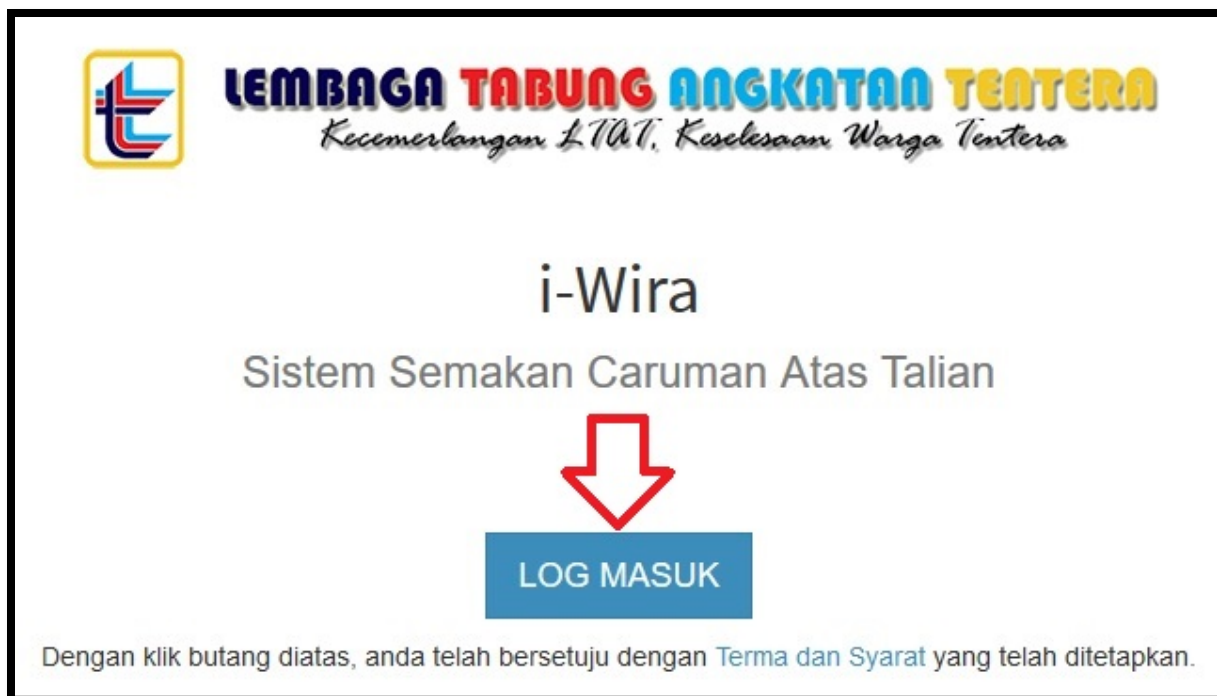 LEMBAGA TABUNG ANGKATAN TENTERA
Kecemerlangan LTAT, Keselesaan Warga Tentera
i-Wira
Sistem Semakan Caruman Atas Talian
LOG MASUK
Dengan klik butang diatas, anda telah bersetuju dengan Terma dan Syarat yang telah ditetapkan.